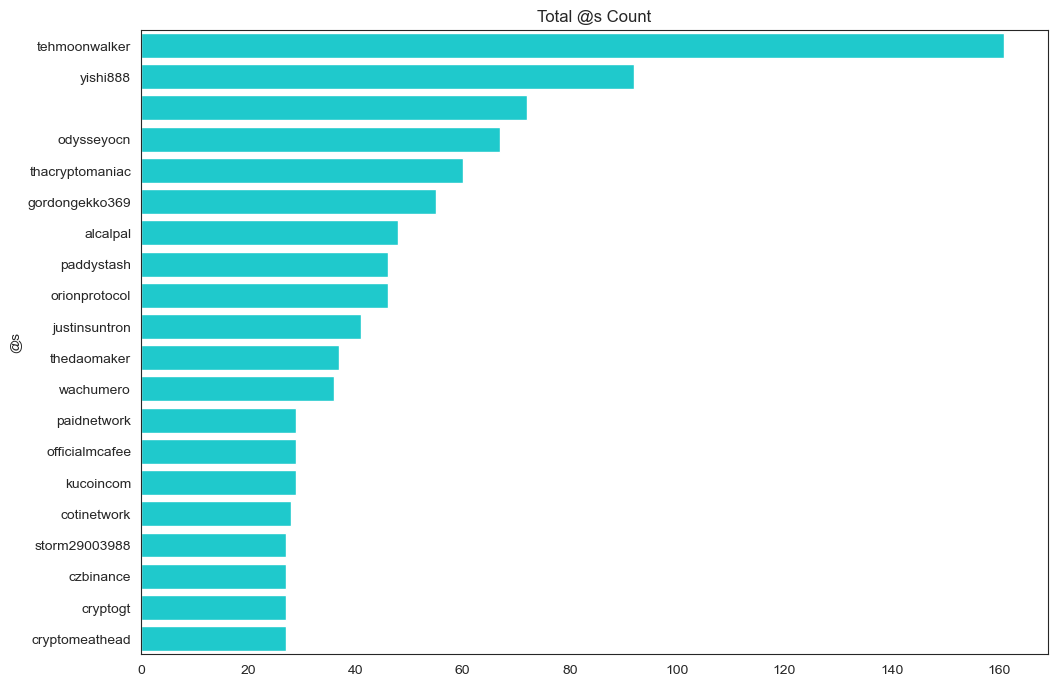 Total @s Count
tehmoonwalker
yishi888
odysseyocn
thacryptomaniac
gordongekko369
alcalpal
paddystash
orionprotocol
justinsuntron
@s
thedaomaker
wachumero
paidnetwork
officialmcafee
kucoincom
cotinetwork
storm29003988
czbinance
cryptogt
cryptomeathead
0 20 40 60 80 100 120 140 160